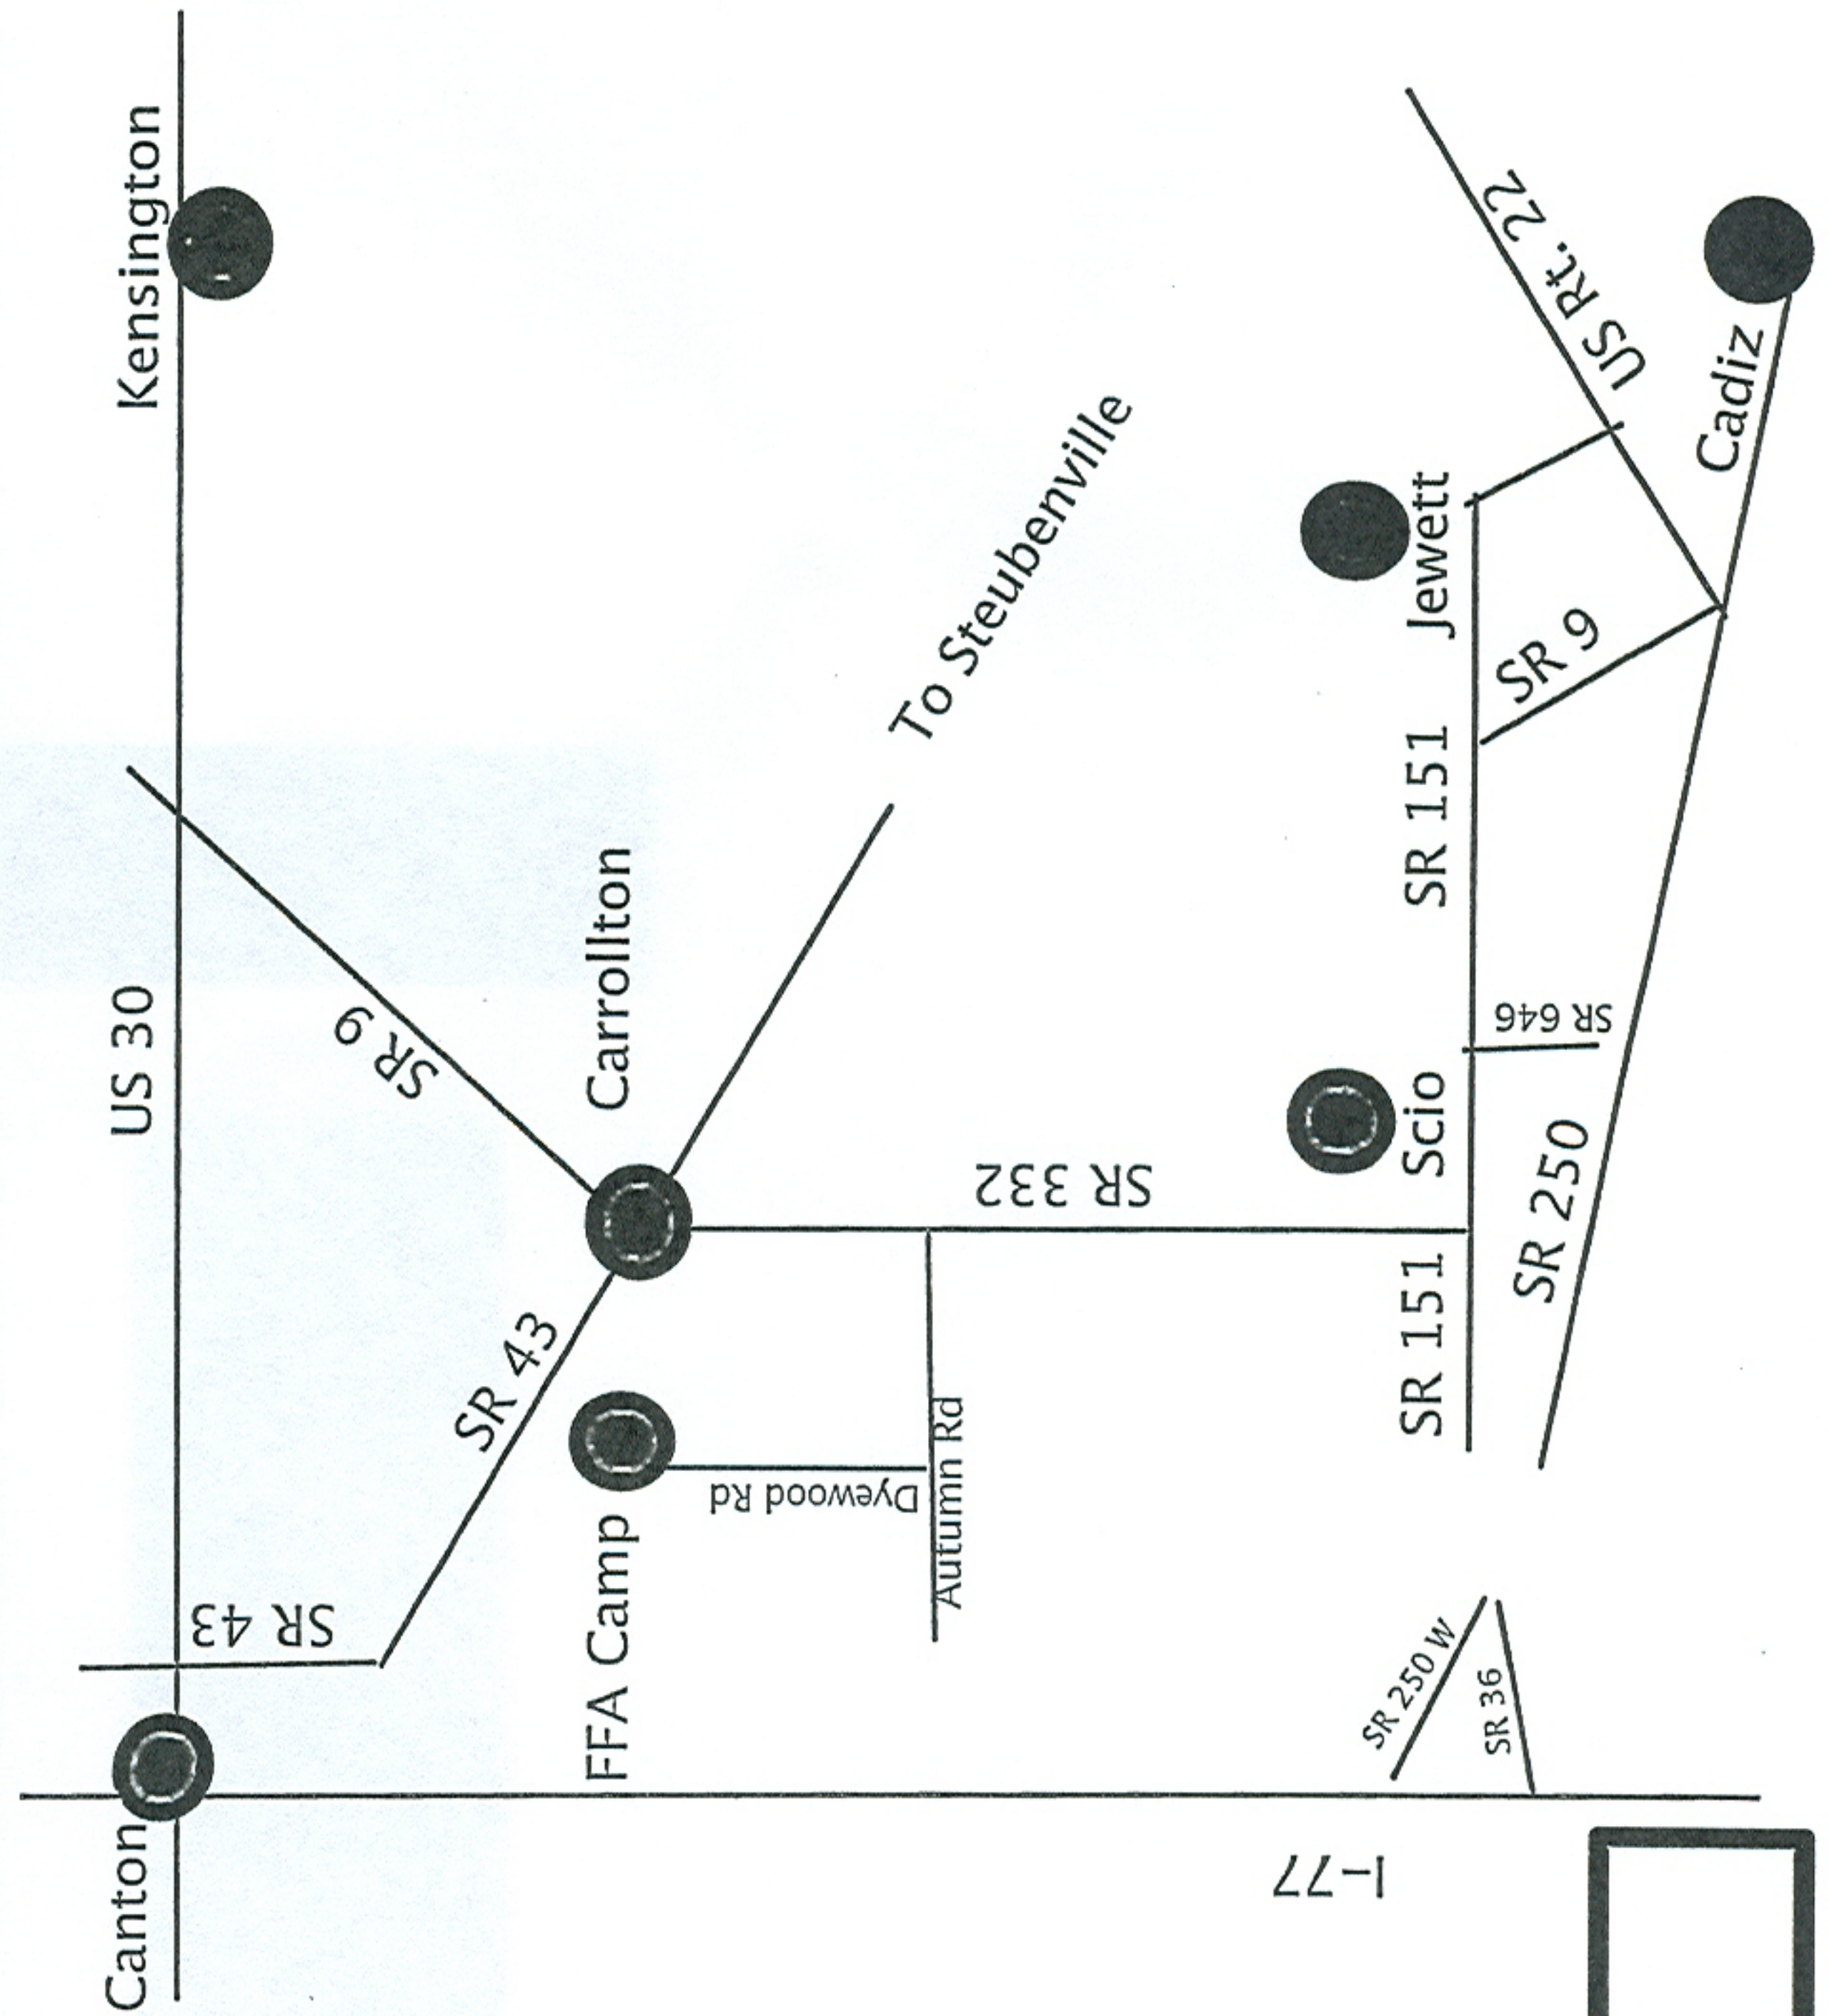 Canton
US 30
Kensington
SR 43
SR 9
SR 43
FFA Camp
Carrollton
Dyewood Rd
Autumn Rd
To Steubenville
SR 332
I-77
SR 151
Scio
SR 151
Jewett
SR 250 W
SR 36
SR 250
SR 646
SR 9
US Rt. 22
Cadiz